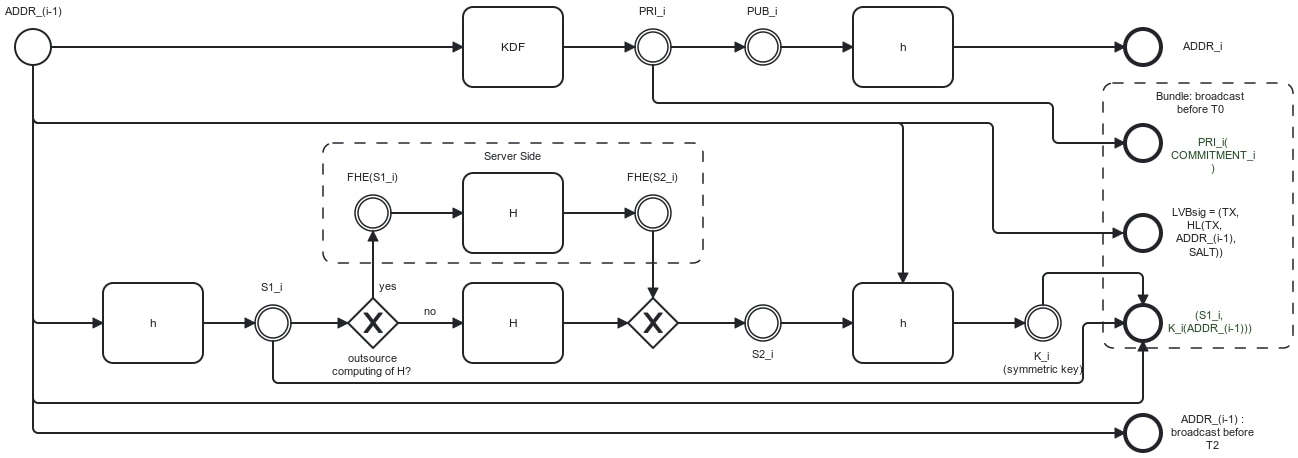 ADDR_(i-1)
PRI_i
PUB_i
KDF
h
ADDR_i
Bundle: broadcast
before T0
PRI_i(
COMMITMENT_i
)
Server Side
FHE(S1_i)
H
FHE(S2_i)
LVBsig = (TX,
HL(TX,
ADDR_(i-1),
SALT))
S1_i
yes
no
h
H
h
outsource
computing of H?
S2_i
K_i
(symmetric key)
(S1_i,
K_i(ADDR_(i-1)))
ADDR_(i-1) :
broadcast before
T2